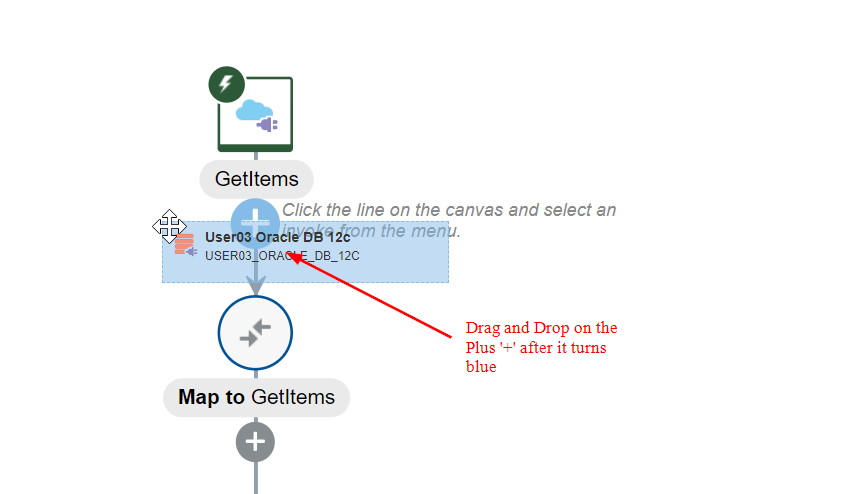 GetItems
Click the line on the canvas and select an
invoke from the menu.
User03 Oracle DB 12c
USER03_ORACLE_DB_12C
Drag and Drop on the
Plus '+' after it turns
blue
Map to GetItems